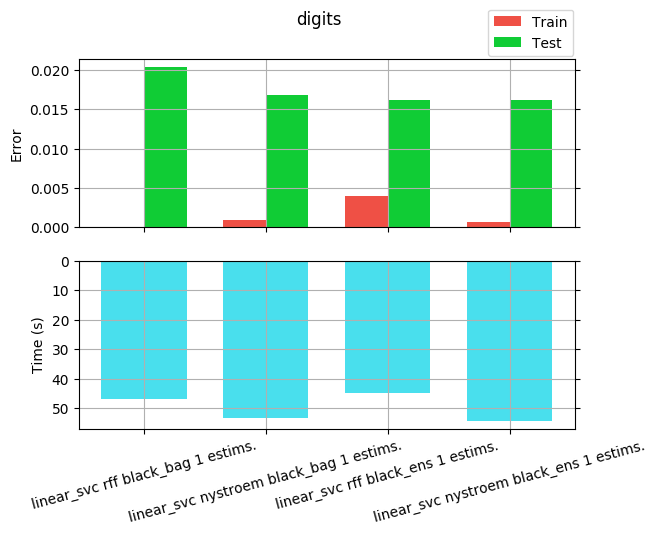 digits
Train
Test
Error
0.020
0.015
0.010
0.005
0.000
Time (s)
0
10
20
30
40
50
linear_svc rff black_bag 1 estims.
linear_svc nystroem black_bag 1 estims.
linear_svc rff black_ens 1 estims.
linear_svc nystroem black_ens 1 estims.